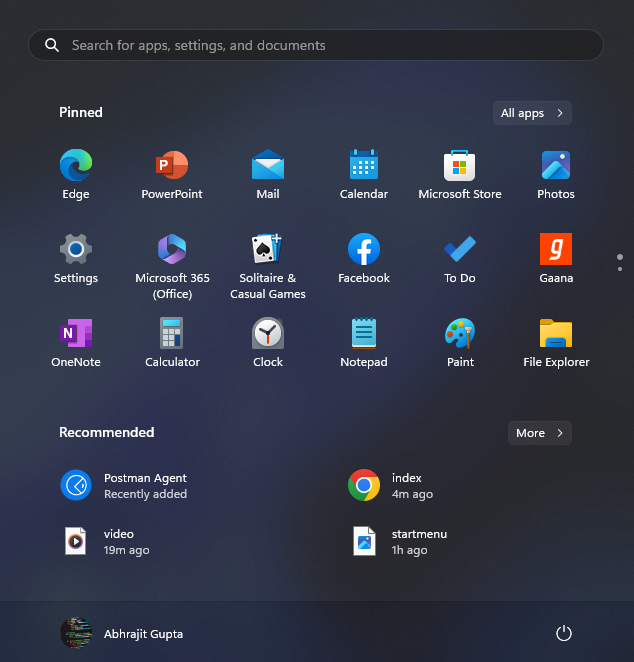 Search for apps, settings, and documents
Pinned
All apps
Edge
PowerPoint
Mail
Calendar
Microsoft Store
Photos
Settings
Microsoft 365
(Office)
Solitaire &
Casual Games
Facebook
To Do
Gaana
OneNote
Calculator
Clock
Notepad
Paint
File Explorer
Recommended
More
Postman Agent
Recently added
index
4m ago
video
19m ago
startmenu
1h ago
Abhrajit Gupta